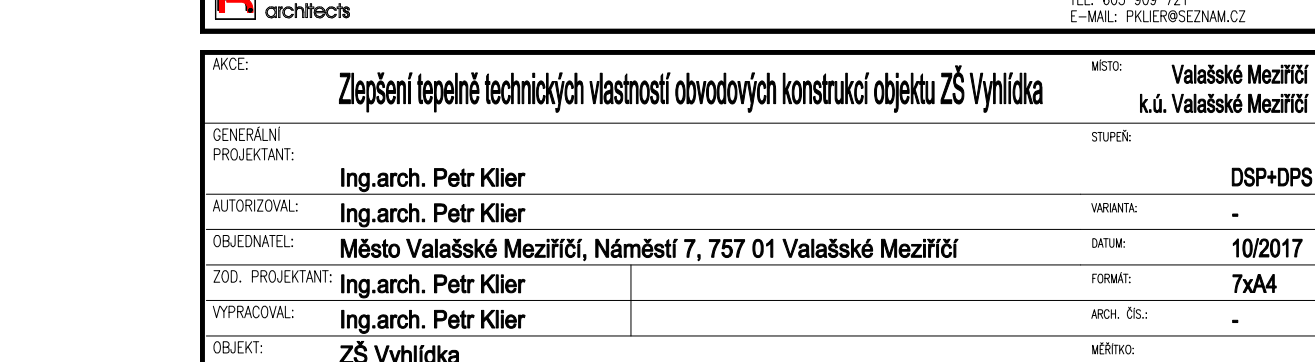 architects
E-MAIL: PKLIER@SEZNAM.CZ
AKCE: Zlepšení tepelně technických vlastností obvodových konstrukcí objektu ZŠ Vyhlídka
MÍSTO: Valašské Meziříčí
k.ú. Valašské Meziříčí
GENERÁLNÍ
PROJEKTANT:
Ing.arch. Petr Klier
STUPEŇ:
DSP+DPS
AUTORIZOVAL: Ing.arch. Petr Klier
VARIANTA: -
OBJEDNATEL: Město Valašské Meziříčí, Náměstí 7, 757 01 Valašské Meziříčí
DATUM: 10/2017
ZOD. PROJEKTANT: Ing.arch. Petr Klier
FORMÁT: 7xA4
VYPRACOVAL: Ing.arch. Petr Klier
ARCH. ČÍS.: -
OBJEKT: ZŠ Vyhlídka
MĚŘÍTKO: